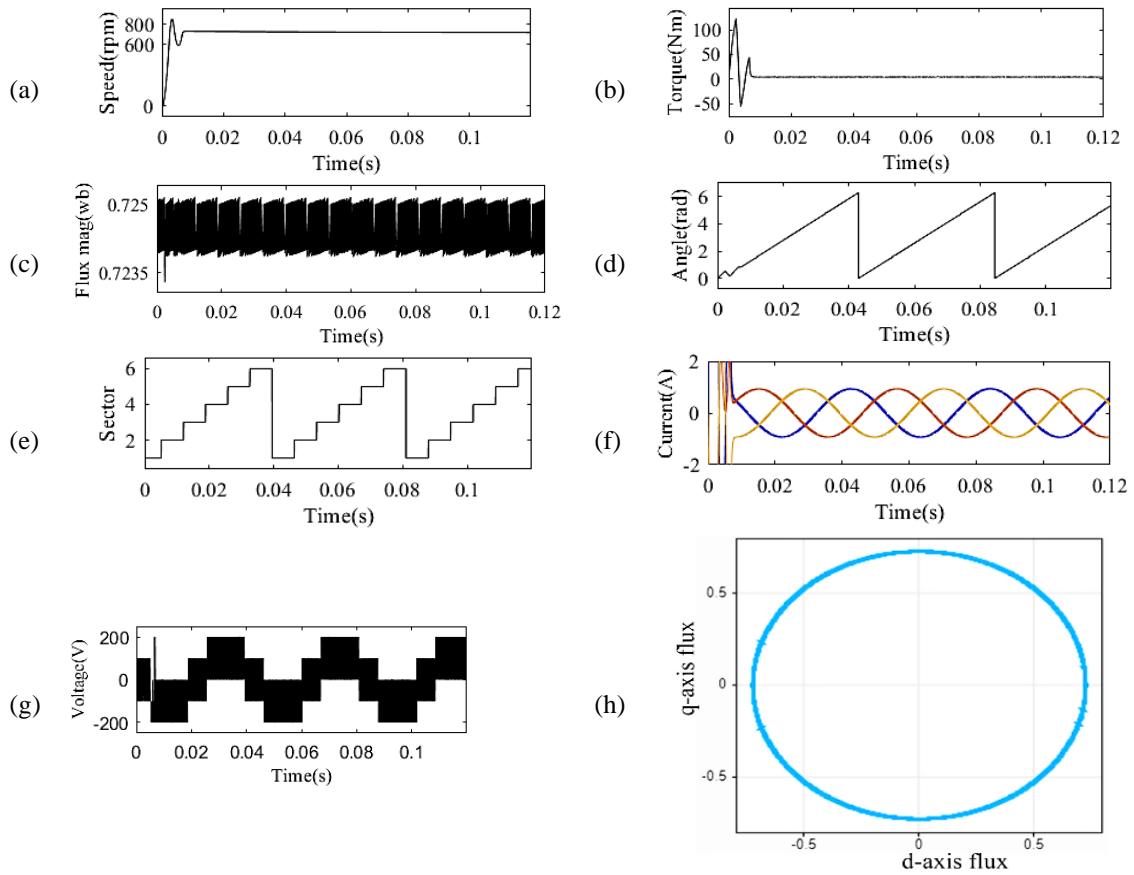 (a)
Speed(rpm)
800
600
0
0 0.02 0.04 0.06 0.08 0.1
Time(s)
(b)
Torque(Nm)
100
50
0
-50
0 0.02 0.04 0.06 0.08 0.1 0.12
Time(s)
(c)
Flux mag(wb)
0.725
0.7235
0 0.02 0.04 0.06 0.08 0.1 0.12
Time(s)
(d)
Angle(rad)
6
4
2
0
0 0.02 0.04 0.06 0.08 0.1
Time(s)
(e)
Sector
6
4
2
0 0.02 0.04 0.06 0.08 0.1
Time(s)
(f)
Current(A)
2
0
-2
0 0.02 0.04 0.06 0.08 0.1 0.12
Time(s)
(g)
Voltage(V)
200
0
-200
0 0.02 0.04 0.06 0.08 0.1
Time(s)
(h)
q-axis flux
0.5
0
-0.5
-0.5 0 0.5
d-axis flux